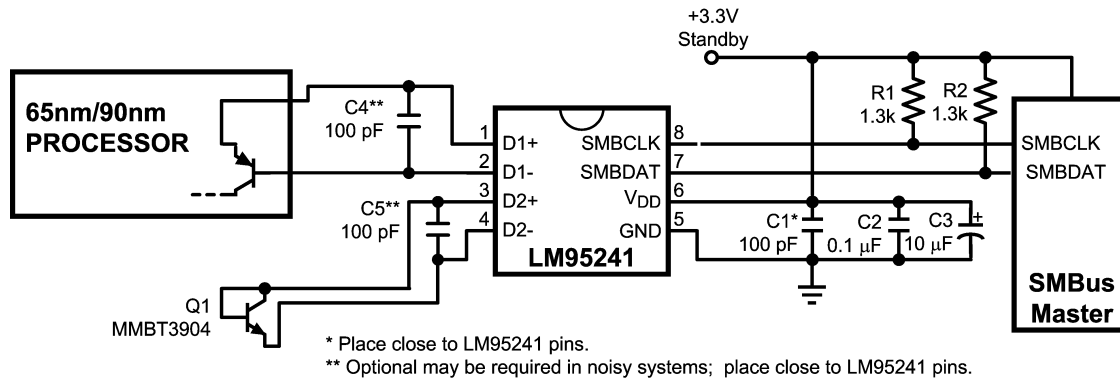 +3.3V
Standby
65nm/90nm
PROCESSOR
C4**
100 pF
R1
1.3k
R2
1.3k
1
2
3
4
D1+
D1-
D2+
D2-
SMBCLK
SMBDAT
VDD
GND
LM95241
8
7
6
5
SMBCLK
SMBDAT
C5**
100 pF
C1*
100 pF
C2
0.1 µF
C3
10 µF
+
SMBus
Master
Q1
MMBT3904
* Place close to LM95241 pins.
** Optional may be required in noisy systems; place close to LM95241 pins.